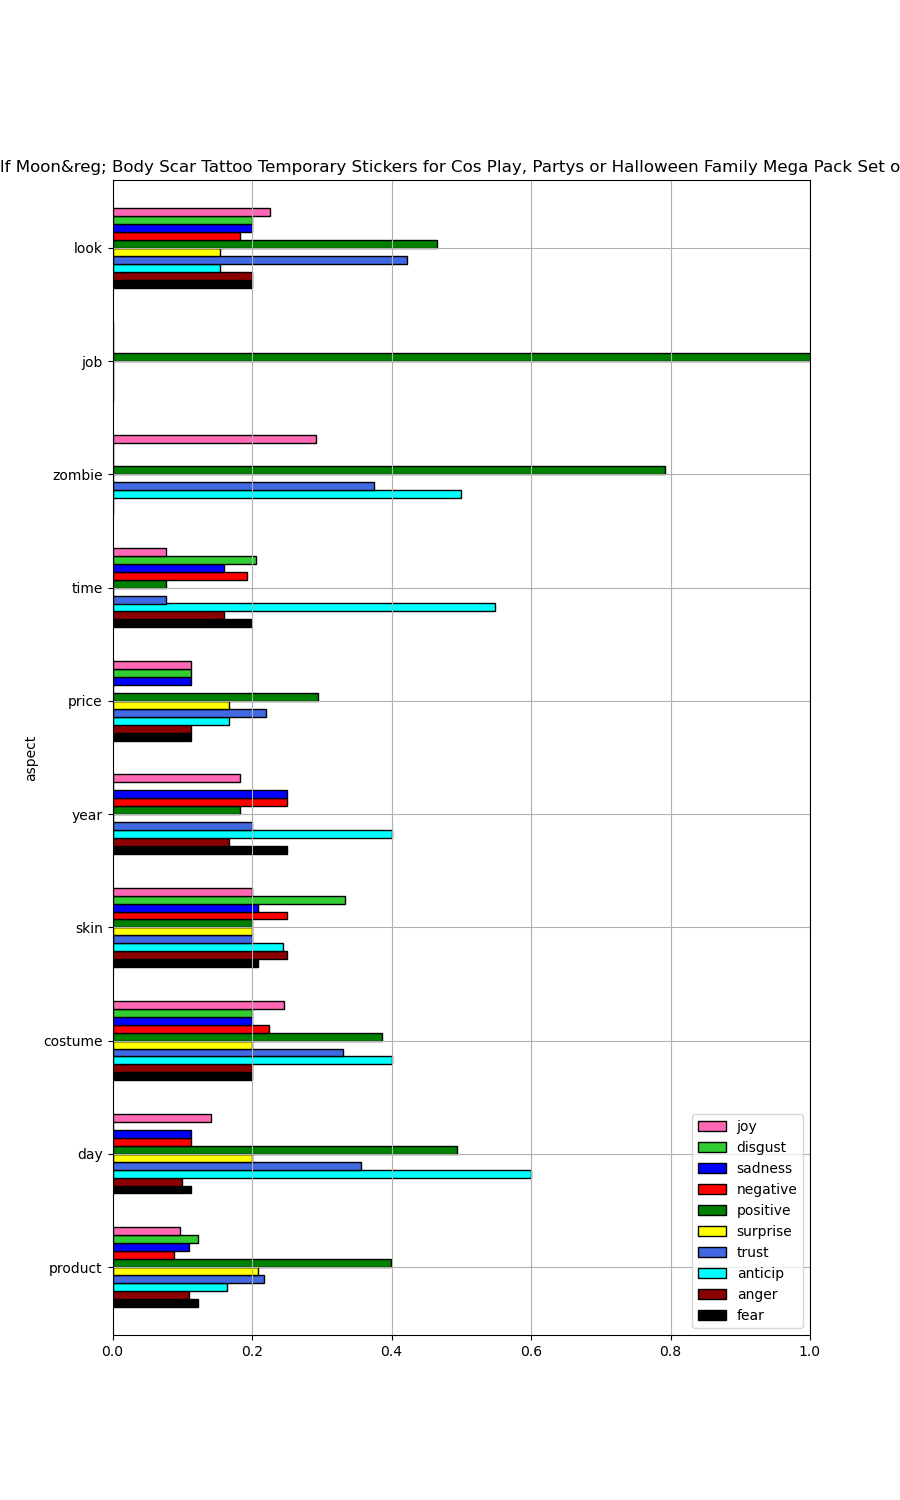 lf Moon&reg; Body Scar Tattoo Temporary Stickers for Cos Play, Partys or Halloween Family Mega Pack Set o
look
job
zombie
time
price
aspect
year
skin
costume
day
product
joy
disgust
sadness
negative
positive
surprise
trust
anticip
anger
fear
0.0 0.2 0.4 0.6 0.8 1.0